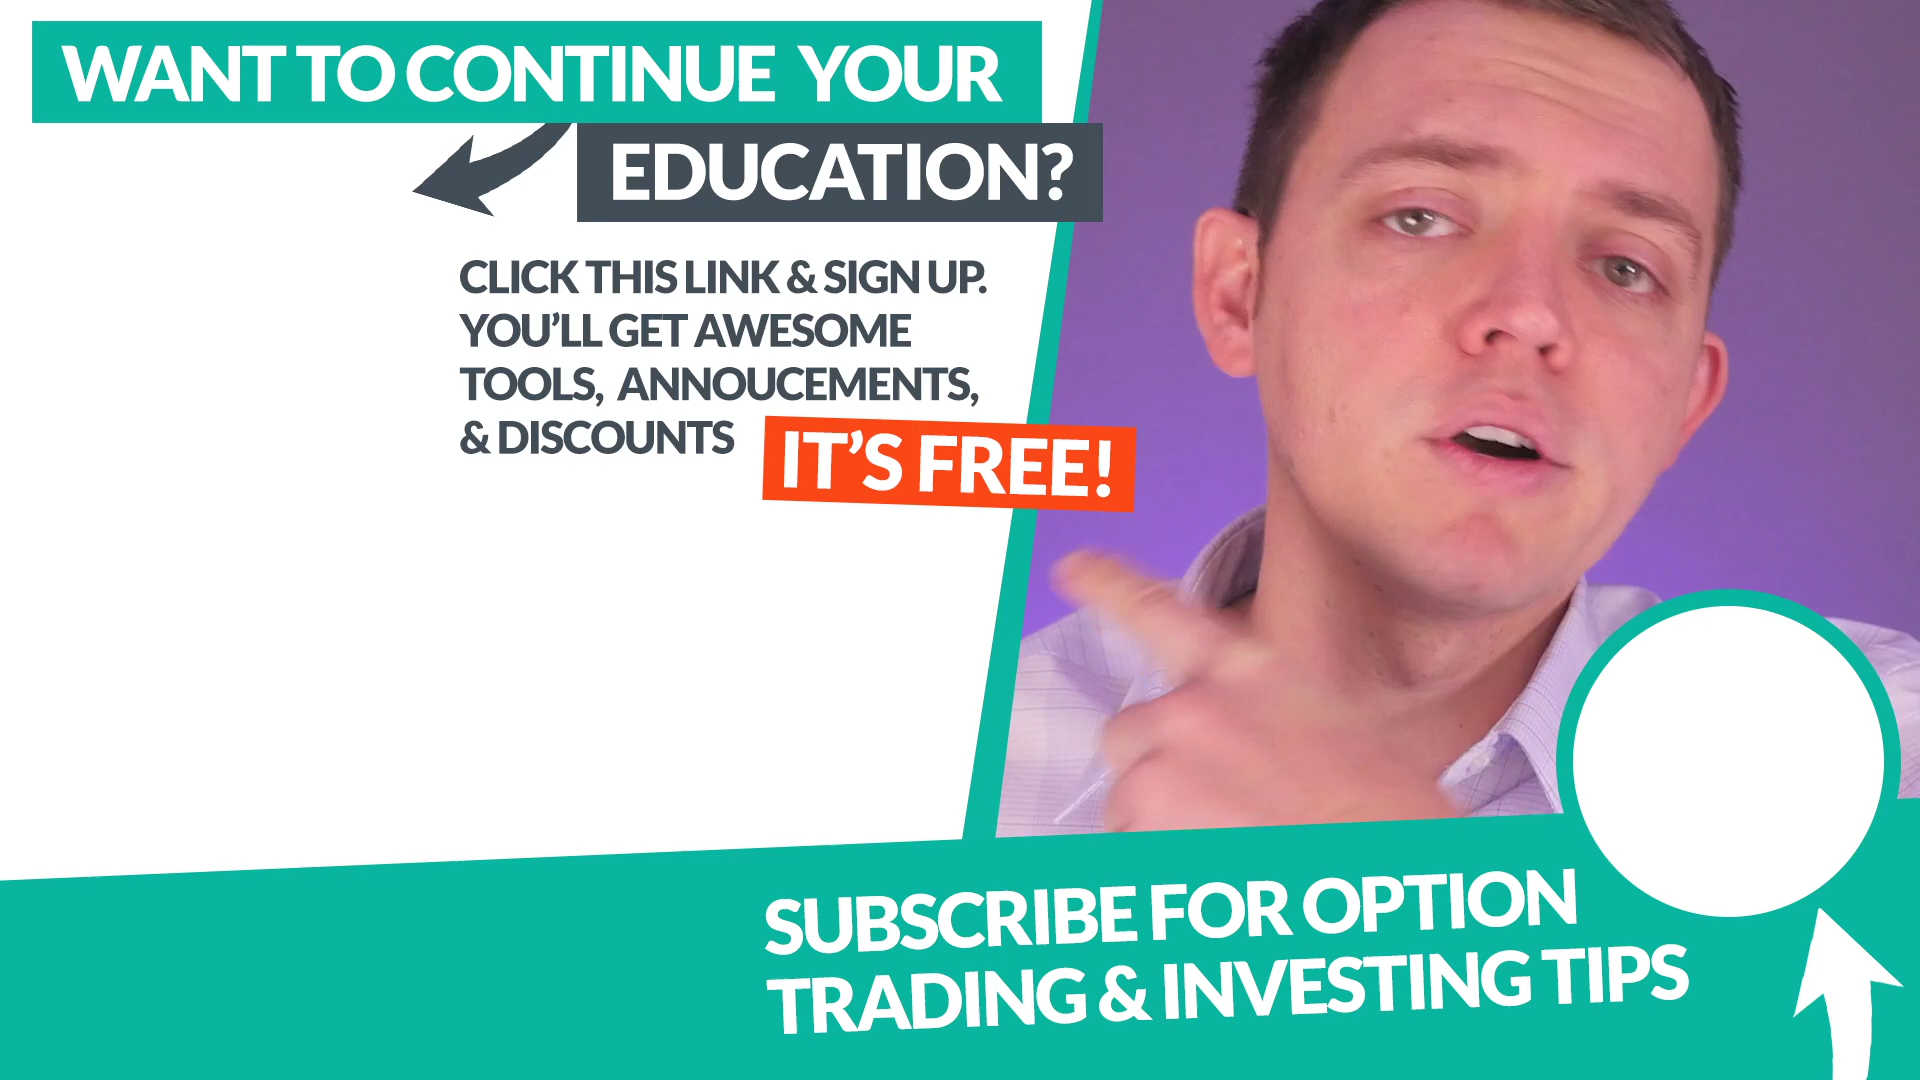 WANT TO CONTINUE YOUR
EDUCATION?
CLICK THIS LINK & SIGN UP.
YOU'LL GET AWESOME
TOOLS, ANNOUCEMENTS,
& DISCOUNTS
IT'S FREE!
SUBSCRIBE FOR OPTION
TRADING & INVESTING TIPS